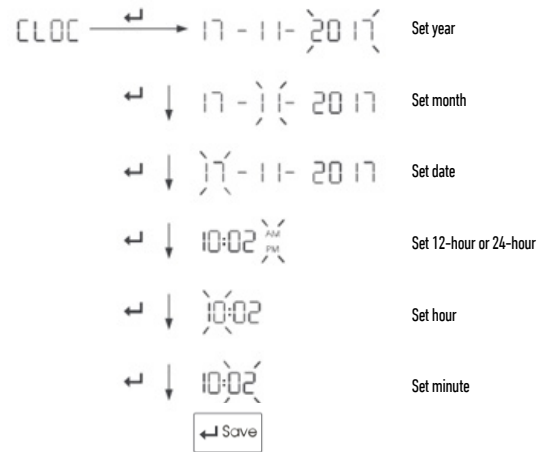 CLOC ↵ 17-11-2017 Set year
↵ 17-11-2017 Set month
↵ 17-11-2017 Set date
↵ 10:02 AM PM Set 12-hour or 24-hour
↵ 10:02 Set hour
↵ 10:02 Set minute
↵ Save